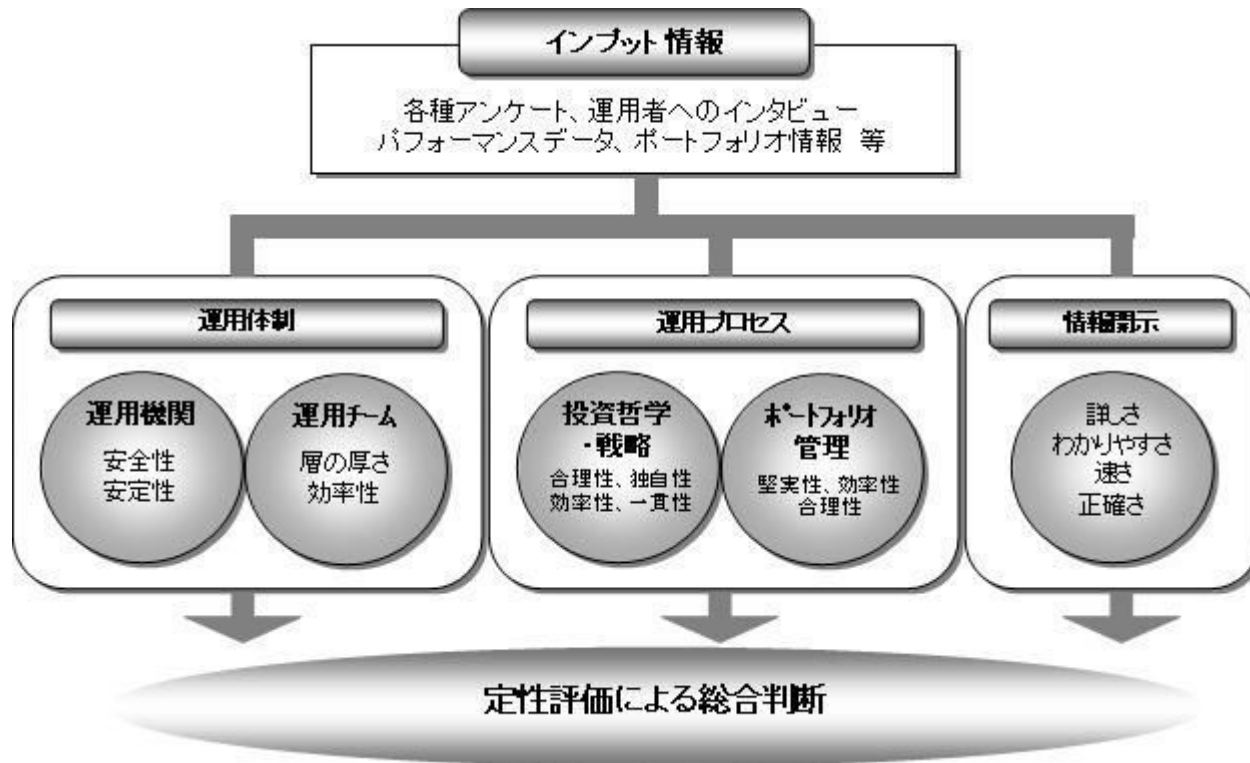 インプット情報
各種アンケート、運用者へのインタビュー
パフォーマンスデータ、ポートフォリオ情報 等
運用体制
運用機関
安全性
安定性
運用チーム
層の厚さ
効率性
運用プロセス
投資哲学
・戦略
合理性、独自性
効率性、一貫性
ポートフォリオ
管理
堅実性、効率性
合理性
情報開示
詳しさ
わかりやすさ
速さ
正確さ
定性評価による総合判断